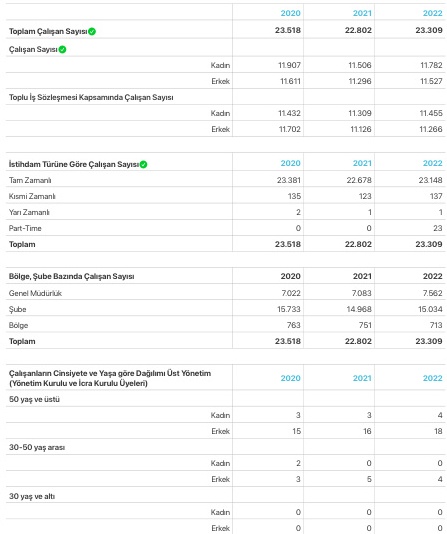 2020 2021 2022
Toplam Çalışan Sayısı 23.518 22.802 23.309
Çalışan Sayısı
Kadın 11.907 11.506 11.782
Erkek 11.611 11.296 11.527
Toplu İş Sözleşmesi Kapsamında Çalışan Sayısı
Kadın 11.432 11.309 11.455
Erkek 11.702 11.126 11.266
İstihdam Türüne Göre Çalışan Sayısı 2020 2021 2022
Tam Zamanlı 23.381 22.678 23.148
Kısmi Zamanlı 135 123 137
Yarı Zamanlı 2 1 1
Part-Time 0 0 23
Toplam 23.518 22.802 23.309
Bölge, Şube Bazında Çalışan Sayısı 2020 2021 2022
Genel Müdürlük 7.022 7.083 7.562
Şube 15.733 14.968 15.034
Bölge 763 751 713
Toplam 23.518 22.802 23.309
Çalışanların Cinsiyete ve Yaşa göre Dağılımı Üst Yönetim
(Yönetim Kurulu ve İcra Kurulu Üyeleri) 2020 2021 2022
50 yaş ve üstü
Kadın 3 3 4
Erkek 15 16 18
30-50 yaş arası
Kadın 2 0 0
Erkek 3 5 4
30 yaş ve altı
Kadın 0 0 0
Erkek 0 0 0